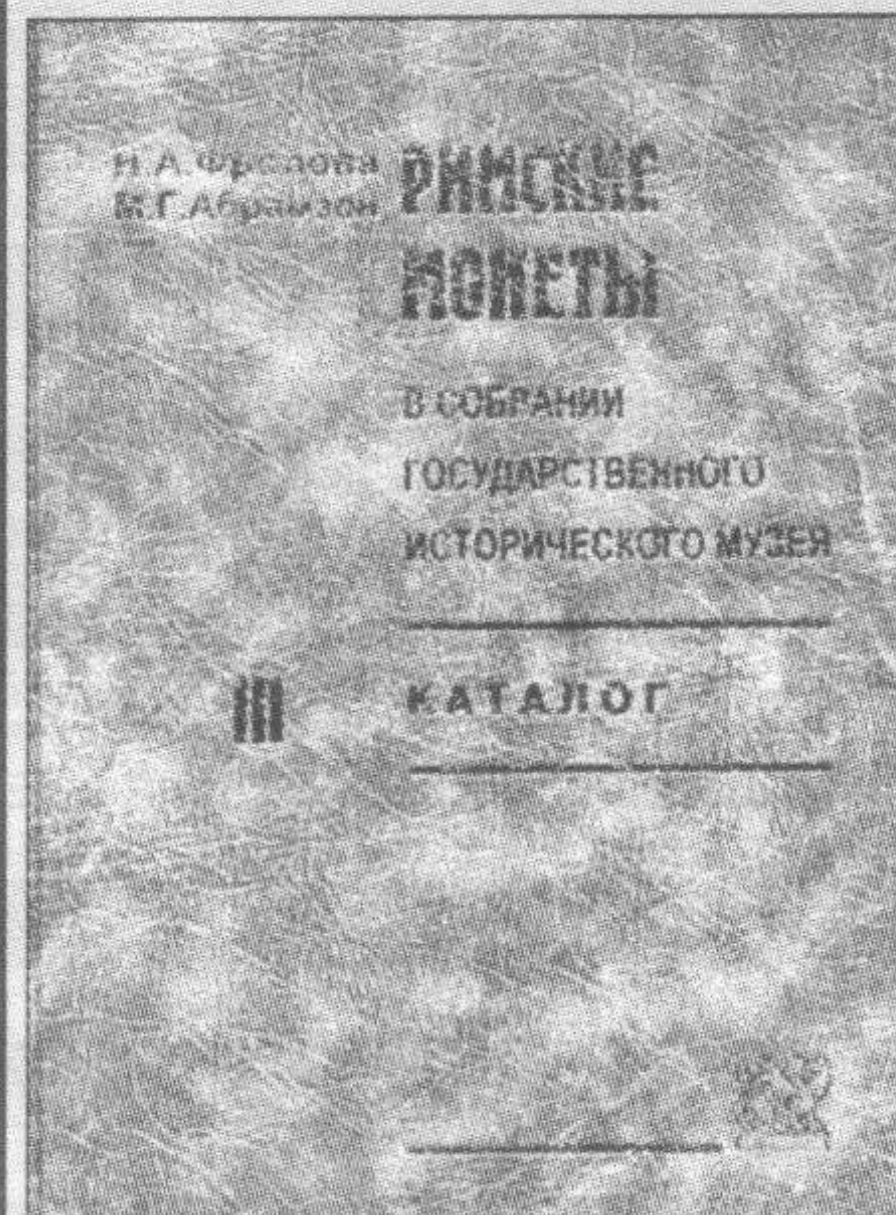 Н.А.Фролова
М.Г.Абрамзон
РИМСКИЕ
МОНЕТЫ
В СОБРАНИИ
ГОСУДАРСТВЕННОГО
ИСТОРИЧЕСКОГО МУЗЕЯ
III
КАТАЛОГ